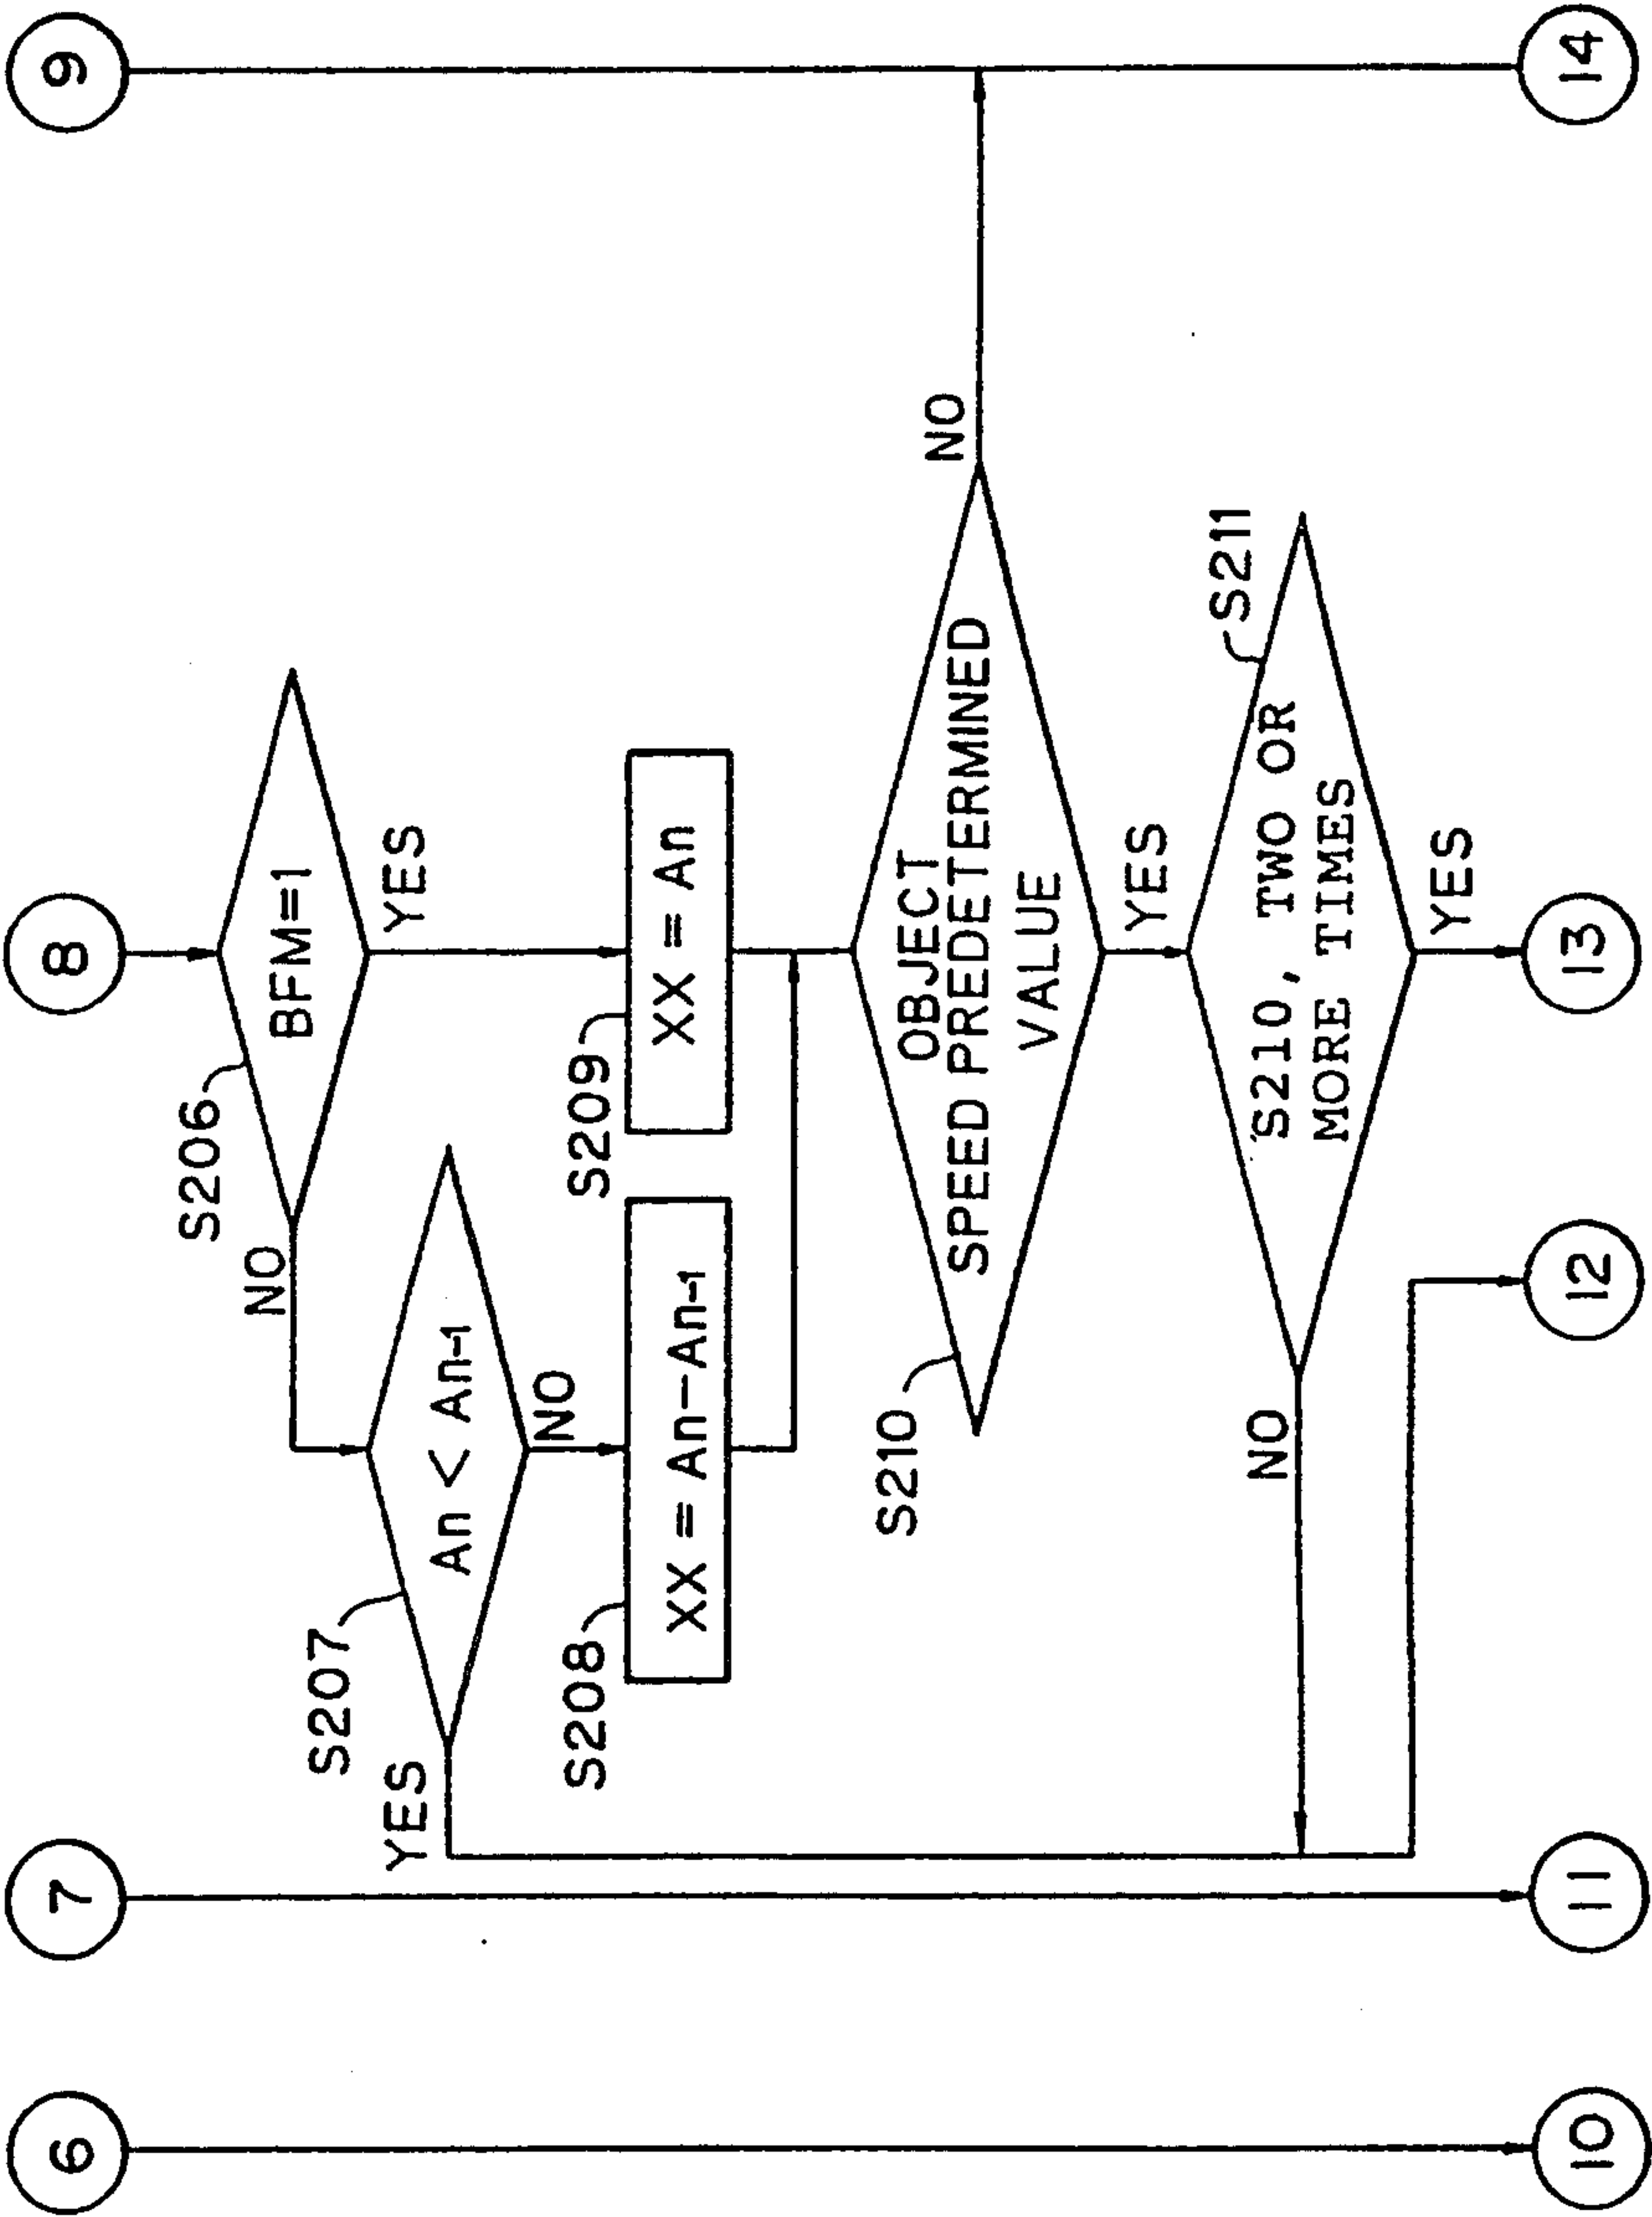 6
7
8
9
S206
BFM=1
NO
YES
S207
An < An-1
YES
NO
S208
XX = An-An-1
S209
XX = An
S210
OBJECT
SPEED PREDETERMINED
VALUE
NO
YES
S211
S210, TWO OR
MORE TIMES
NO
YES
10
11
12
13
14